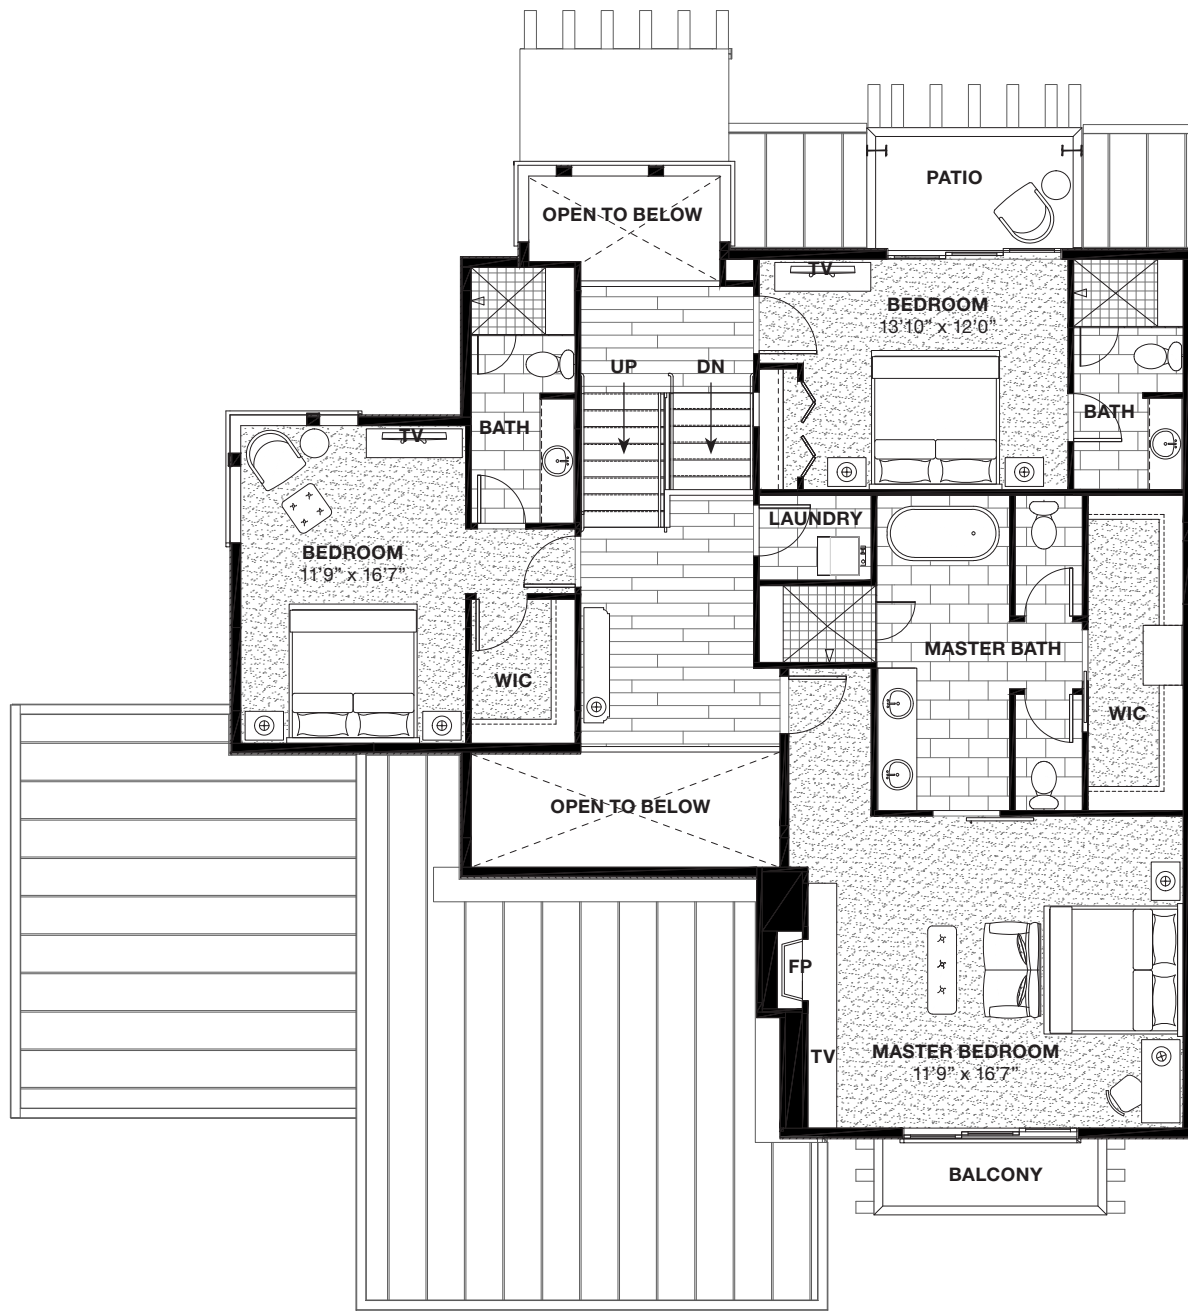 PATIO
OPEN TO BELOW
TV
BEDROOM
13'10" x 12'0"
UP
DN
BATH
TV
BATH
LAUNDRY
BEDROOM
11'9" x 16'7"
MASTER BATH
WIC
WIC
OPEN TO BELOW
FP
TV
MASTER BEDROOM
11'9" x 16'7"
BALCONY